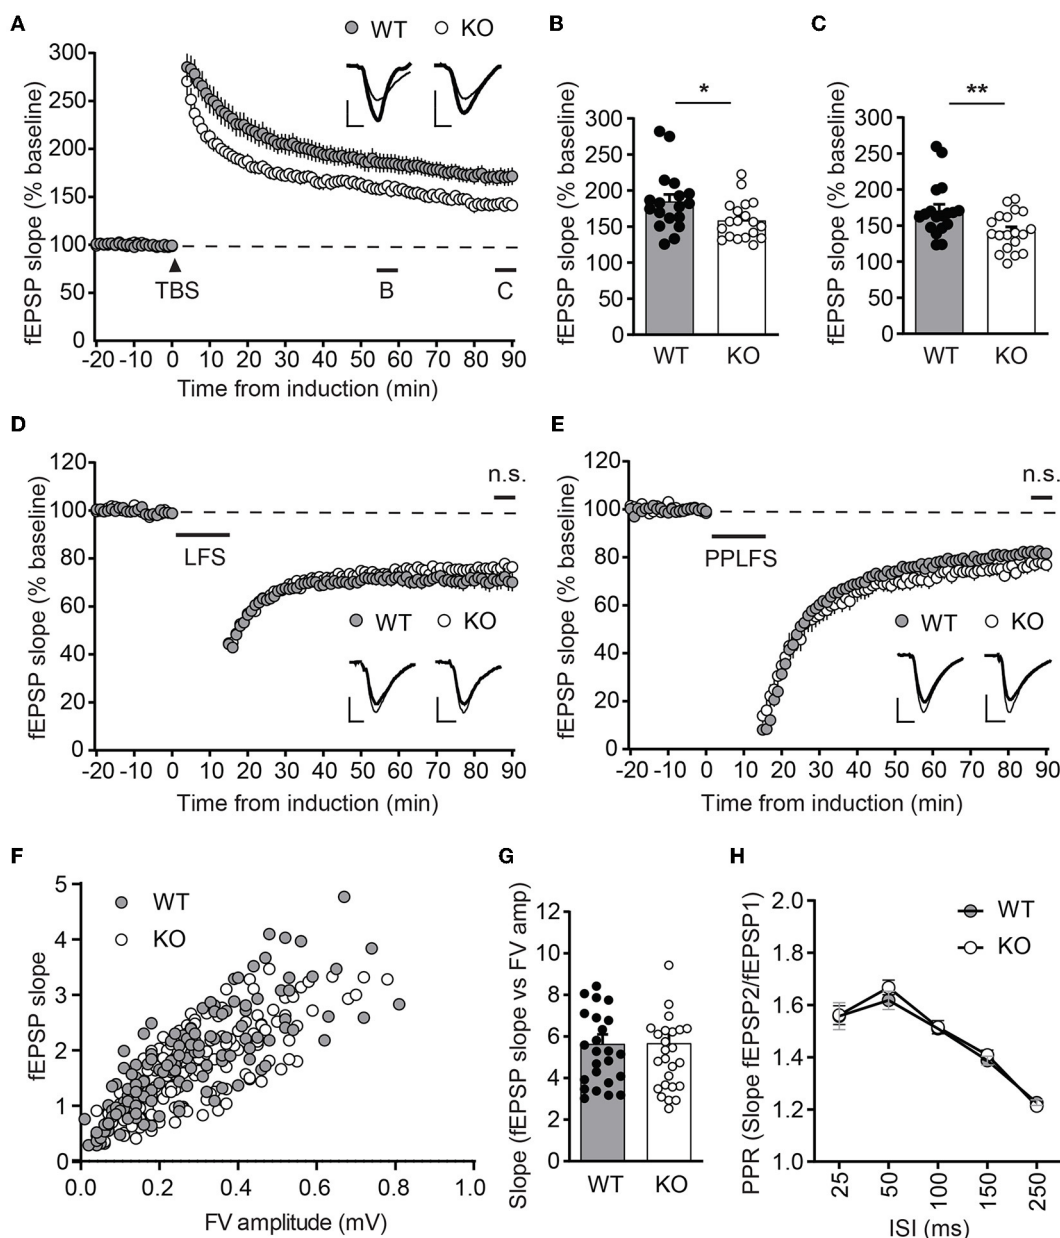 A
WT KO
fEPSP slope (% baseline)
300
250
200
150
100
50
0
TBS
B
C
-20 -10 0 10 20 30 40 50 60 70 80 90
Time from induction (min)
B
*
fEPSP slope (% baseline)
300
250
200
150
100
50
0
WT KO
C
**
fEPSP slope (% baseline)
300
250
200
150
100
50
0
WT KO
D
n.s.
fEPSP slope (% baseline)
120
100
80
60
40
20
0
LFS
WT KO
-20 -10 0 10 20 30 40 50 60 70 80 90
Time from induction (min)
E
n.s.
fEPSP slope (% baseline)
120
100
80
60
40
20
0
PPLFS
WT KO
-20 -10 0 10 20 30 40 50 60 70 80 90
Time from induction (min)
F
WT
KO
fEPSP slope
5
4
3
2
1
0
0.0 0.2 0.4 0.6 0.8 1.0
FV amplitude (mV)
G
Slope (fEPSP slope vs FV amp)
12
10
8
6
4
2
0
WT KO
H
WT
KO
PPR (Slope fEPSP2/fEPSP1)
2.0
1.8
1.6
1.4
1.2
1.0
25 50 100 150 250
ISI (ms)